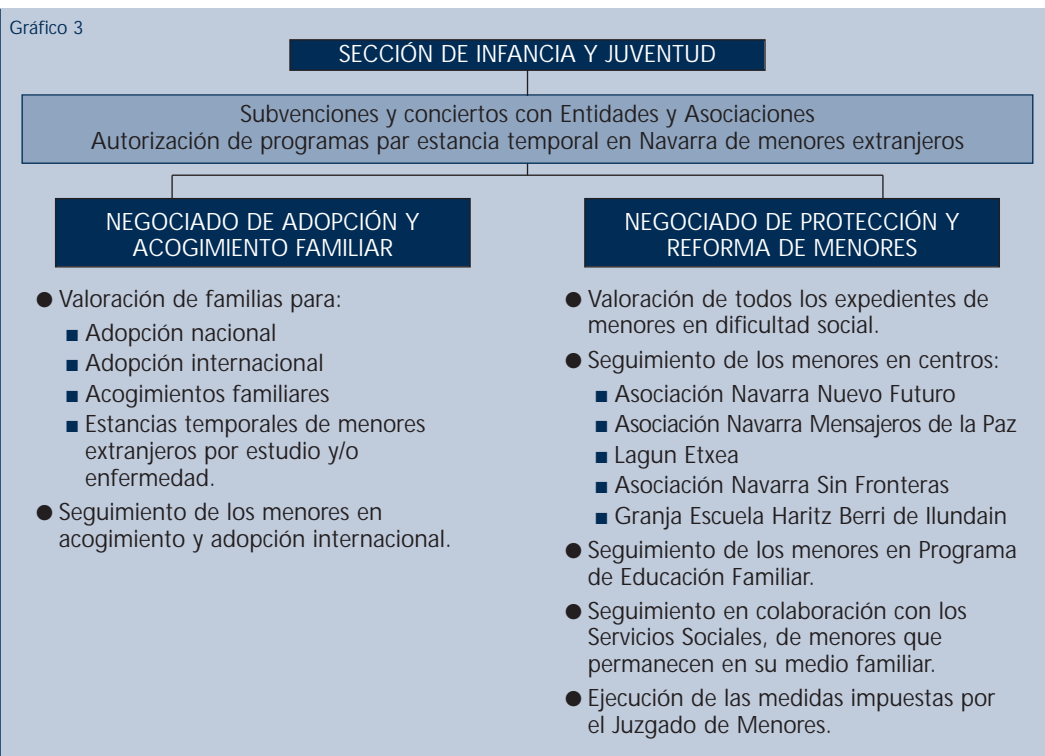 Gráfico 3
SECCIÓN DE INFANCIA Y JUVENTUD
Subvenciones y conciertos con Entidades y Asociaciones
Autorización de programas par estancia temporal en Navarra de menores extranjeros
NEGOCIADO DE ADOPCIÓN Y
ACOGIMIENTO FAMILIAR
● Valoración de familias para:
■ Adopción nacional
■ Adopción internacional
■ Acogimientos familiares
■ Estancias temporales de menores
extranjeros por estudio y/o
enfermedad.
● Seguimiento de los menores en
acogimiento y adopción internacional.
NEGOCIADO DE PROTECCIÓN Y
REFORMA DE MENORES
● Valoración de todos los expedientes de
menores en dificultad social.
● Seguimiento de los menores en centros:
■ Asociación Navarra Nuevo Futuro
■ Asociación Navarra Mensajeros de la Paz
■ Lagun Etxea
■ Asociación Navarra Sin Fronteras
■ Granja Escuela Haritz Berri de Ilundain
● Seguimiento de los menores en Programa
de Educación Familiar.
● Seguimiento en colaboración con los
Servicios Sociales, de menores que
permanecen en su medio familiar.
● Ejecución de las medidas impuestas por
el Juzgado de Menores.